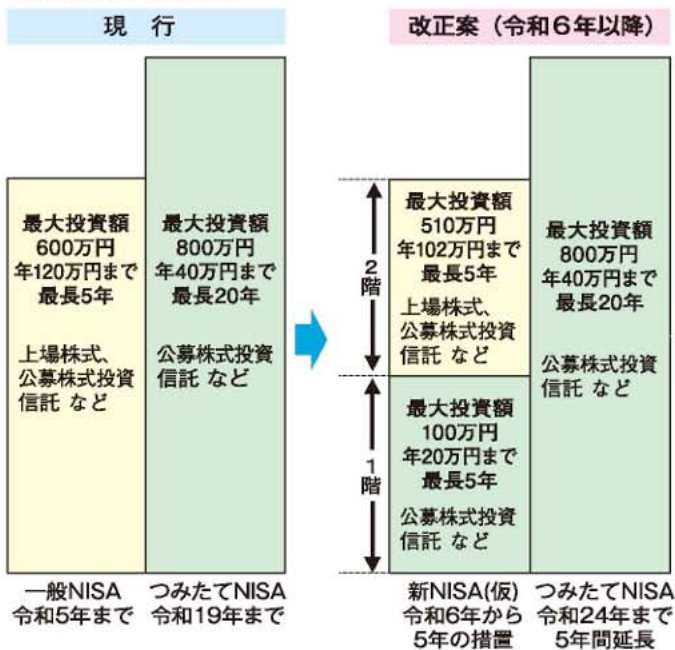 現 行
改正案（令和6年以降）
最大投資額
600万円
年120万円まで
最長5年
上場株式、
公募株式投資
信託 など
最大投資額
800万円
年40万円まで
最長20年
公募株式投資
信託 など
一般NISA
令和5年まで
つみたてNISA
令和19年まで
2階
最大投資額
510万円
年102万円まで
最長5年
上場株式、
公募株式投資
信託 など
1階
最大投資額
100万円
年20万円まで
最長5年
公募株式投資
信託 など
最大投資額
800万円
年40万円まで
最長20年
公募株式投資
信託 など
新NISA(仮)
令和6年から
5年の措置
つみたてNISA
令和24年まで
5年間延長